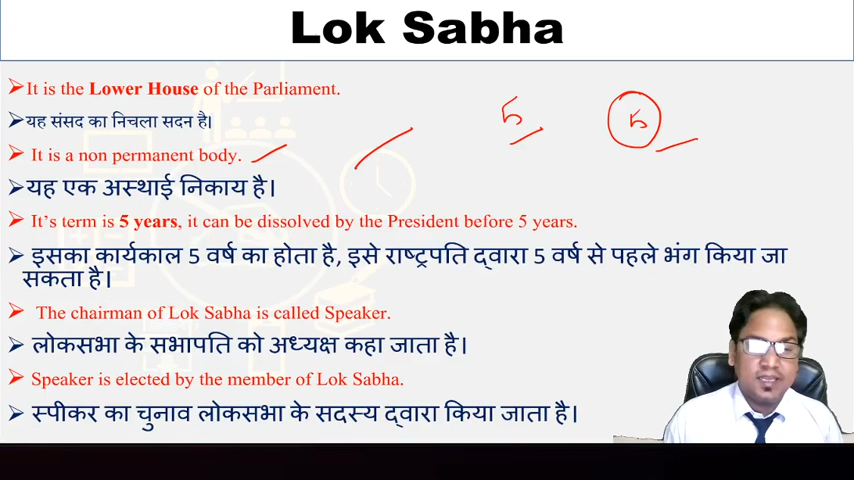 Lok Sabha
➢It is the Lower House of the Parliament.
➢यह संसद का निचला सदन है।
➢ It is a non permanent body.
➢यह एक अस्थाई निकाय है।
➢ It's term is 5 years, it can be dissolved by the President before 5 years.
➢ इसका कार्यकाल 5 वर्ष का होता है, इसे राष्ट्रपति द्वारा 5 वर्ष से पहले भंग किया जा
सकता है।
➢ The chairman of Lok Sabha is called Speaker.
➢ लोकसभा के सभापति को अध्यक्ष कहा जाता है।
➢ Speaker is elected by the member of Lok Sabha.
➢ स्पीकर का चुनाव लोकसभा के सदस्य द्वारा किया जाता है।
5 5